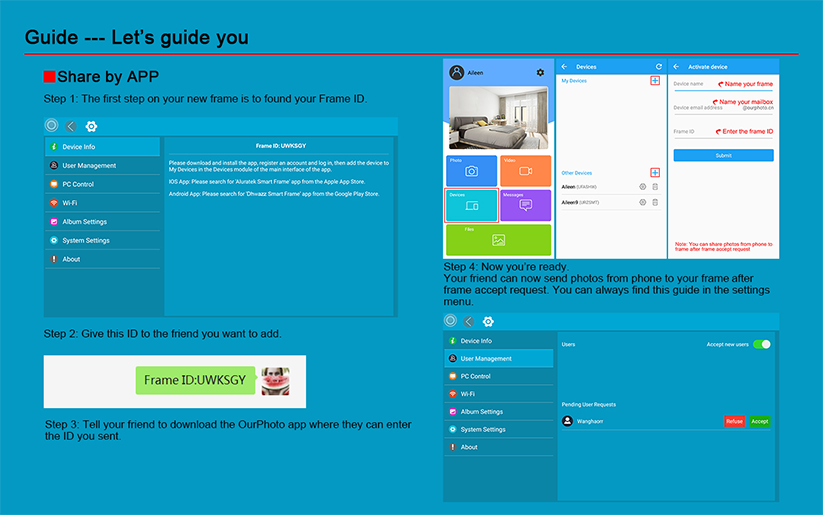 Guide --- Let's guide you
Share by APP
Step 1: The first step on your new frame is to found your Frame ID.
Device Info
User Management
PC Control
Wi-Fi
Album Settings
System Settings
About
Frame ID: UWKSGY
Please download and install the app, register an account and log in, then add the device to
My Devices in the Devices module of the main interface of the app.
IOS App: Please search for 'Aluratek Smart Frame' app from the Apple App Store.
Android App: Please search for 'Dhwazz Smart Frame' app from the Google Play Store.
Step 2: Give this ID to the friend you want to add.
Frame ID:UWKSGY
Step 3: Tell your friend to download the OurPhoto app where they can enter
the ID you sent.
Aileen
Photo
Video
Devices
Messages
Files
Devices
My Devices
Other Devices
Aileen (UFASHW)
Aileen9 (UR2GMT)
Activate device
Device name
Name your frame
Name your mailbox
Device email address
@ourphoto.cn
Frame ID
Enter the frame ID
Submit
Note: You can share photos from phone to
frame after frame accept request
Step 4: Now you're ready.
Your friend can now send photos from phone to your frame after
frame accept request. You can always find this guide in the settings
menu.
Device Info
User Management
PC Control
Wi-Fi
Album Settings
System Settings
About
Users
Accept new users
Pending User Requests
Wanghaorr
Refuse
Accept